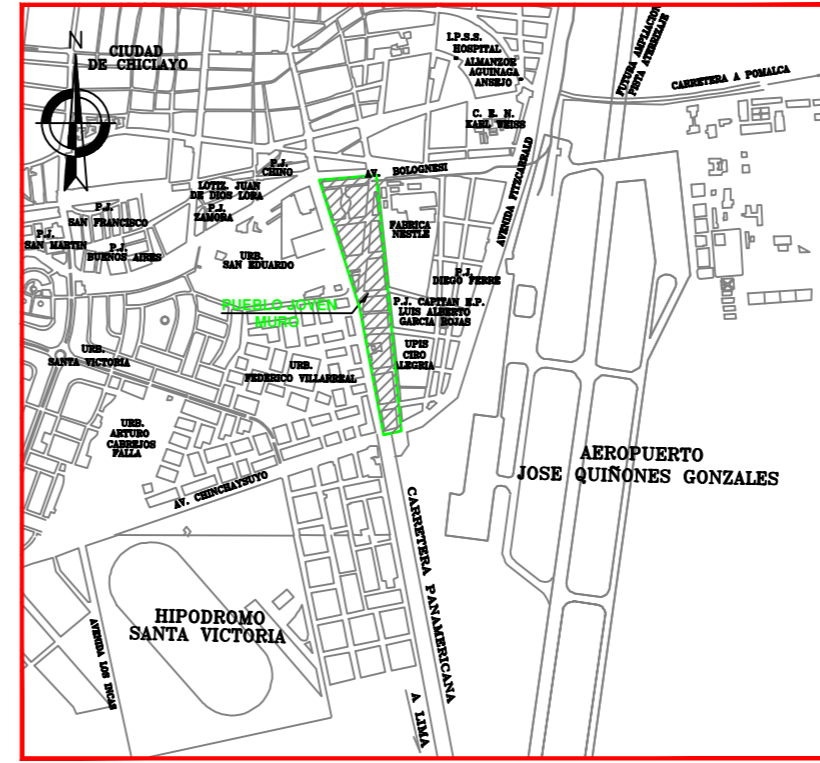 N
CIUDAD
DE CHICLAYO
I.P.S.S.
HOSPITAL
" ALMANZOR
AGUINAGA
ANSEJO "
FUTURA AMPLIACION
PISTA ATERRIZAJE
CARRETERA A POMALCA
C. E. N.
KARL WEISS
AVENIDA FITZCARRALD
P.J.
CHINO
AV. BOLOGNESI
LOTIZ. JUAN
DE DIOS LORA
P.J.
ZAMORA
P.J.
SAN FRANCISCO
P.J.
SAN MARTIN
P.J.
BUENOS AIRES
FABRICA
NESTLE
URB.
SAN EDUARDO
P.J.
DIEGO FERRE
PUEBLO JOVEN
MURO
P.J. CAPITAN E.P.
LUIS ALBERTO
GARCIA ROJAS
URB.
SANTA VICTORIA
UPIS
CIRO
ALEGRIA
URB.
FEDERICO VILLARREAL
URB.
ARTURO
CABREJOS
FALLA
AEROPUERTO
JOSE QUIÑONES GONZALES
AV. CHINCHAYSUYO
CARRETERA PANAMERICANA
HIPODROMO
SANTA VICTORIA
AVENIDA LOS INCAS
A LIMA